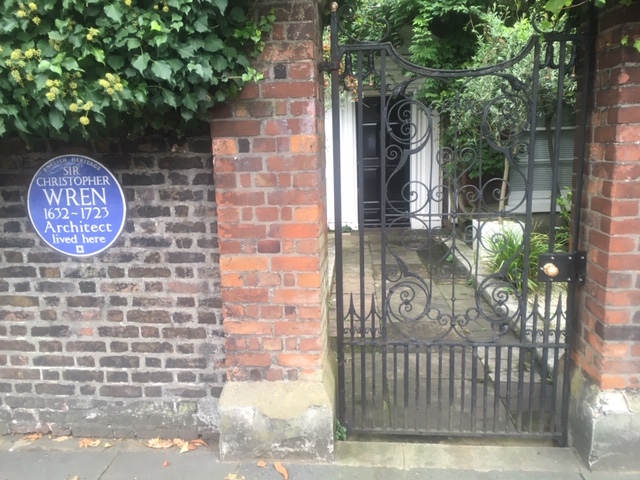 ENGLISH HERITAGE
SIR
CHRISTOPHER
WREN
1632~1723
Architect
lived here